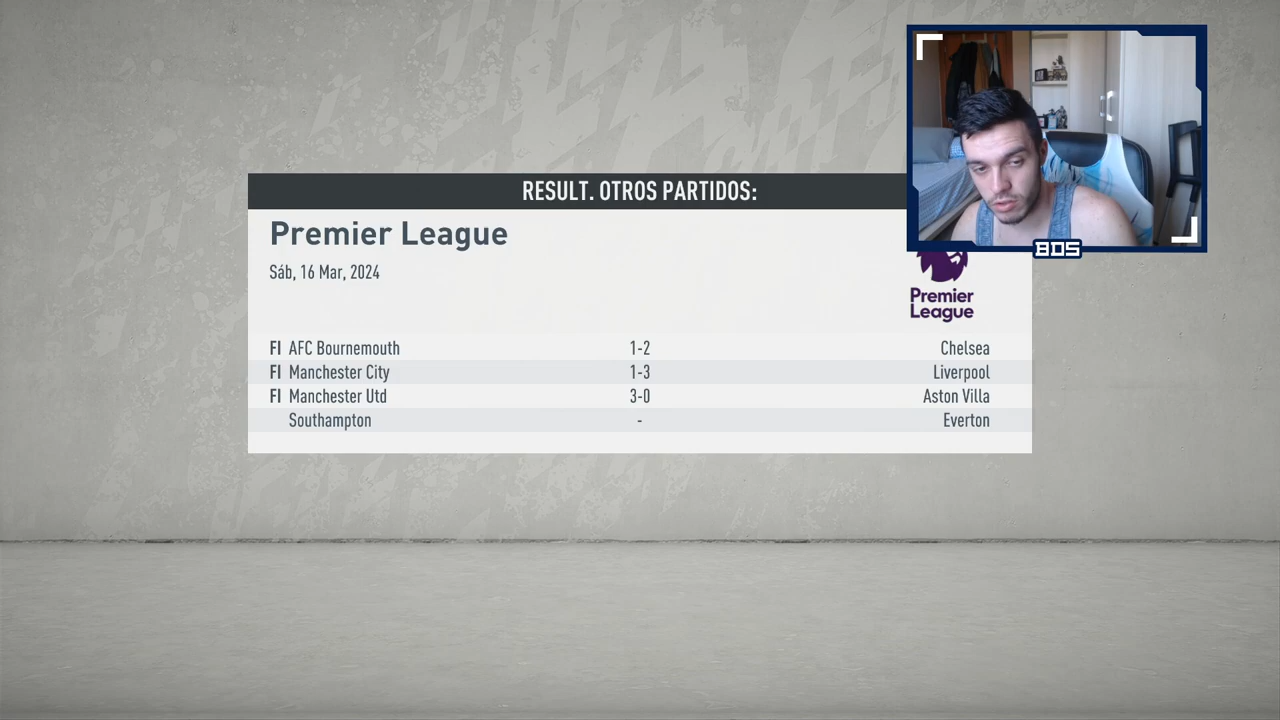 RESULT. OTROS PARTIDOS:
Premier League
Sáb, 16 Mar, 2024
BDS
Premier
League
FI AFC Bournemouth 1-2 Chelsea
FI Manchester City 1-3 Liverpool
FI Manchester Utd 3-0 Aston Villa
Southampton - Everton